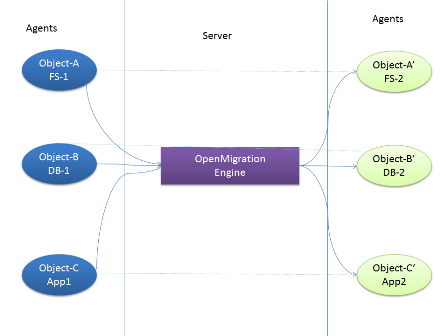 Agents
Server
Agents
Object-A
FS-1
Object-A’
FS-2
Object-B
DB-1
OpenMigration
Engine
Object-B’
DB-2
Object-C
App1
Object-C’
App2